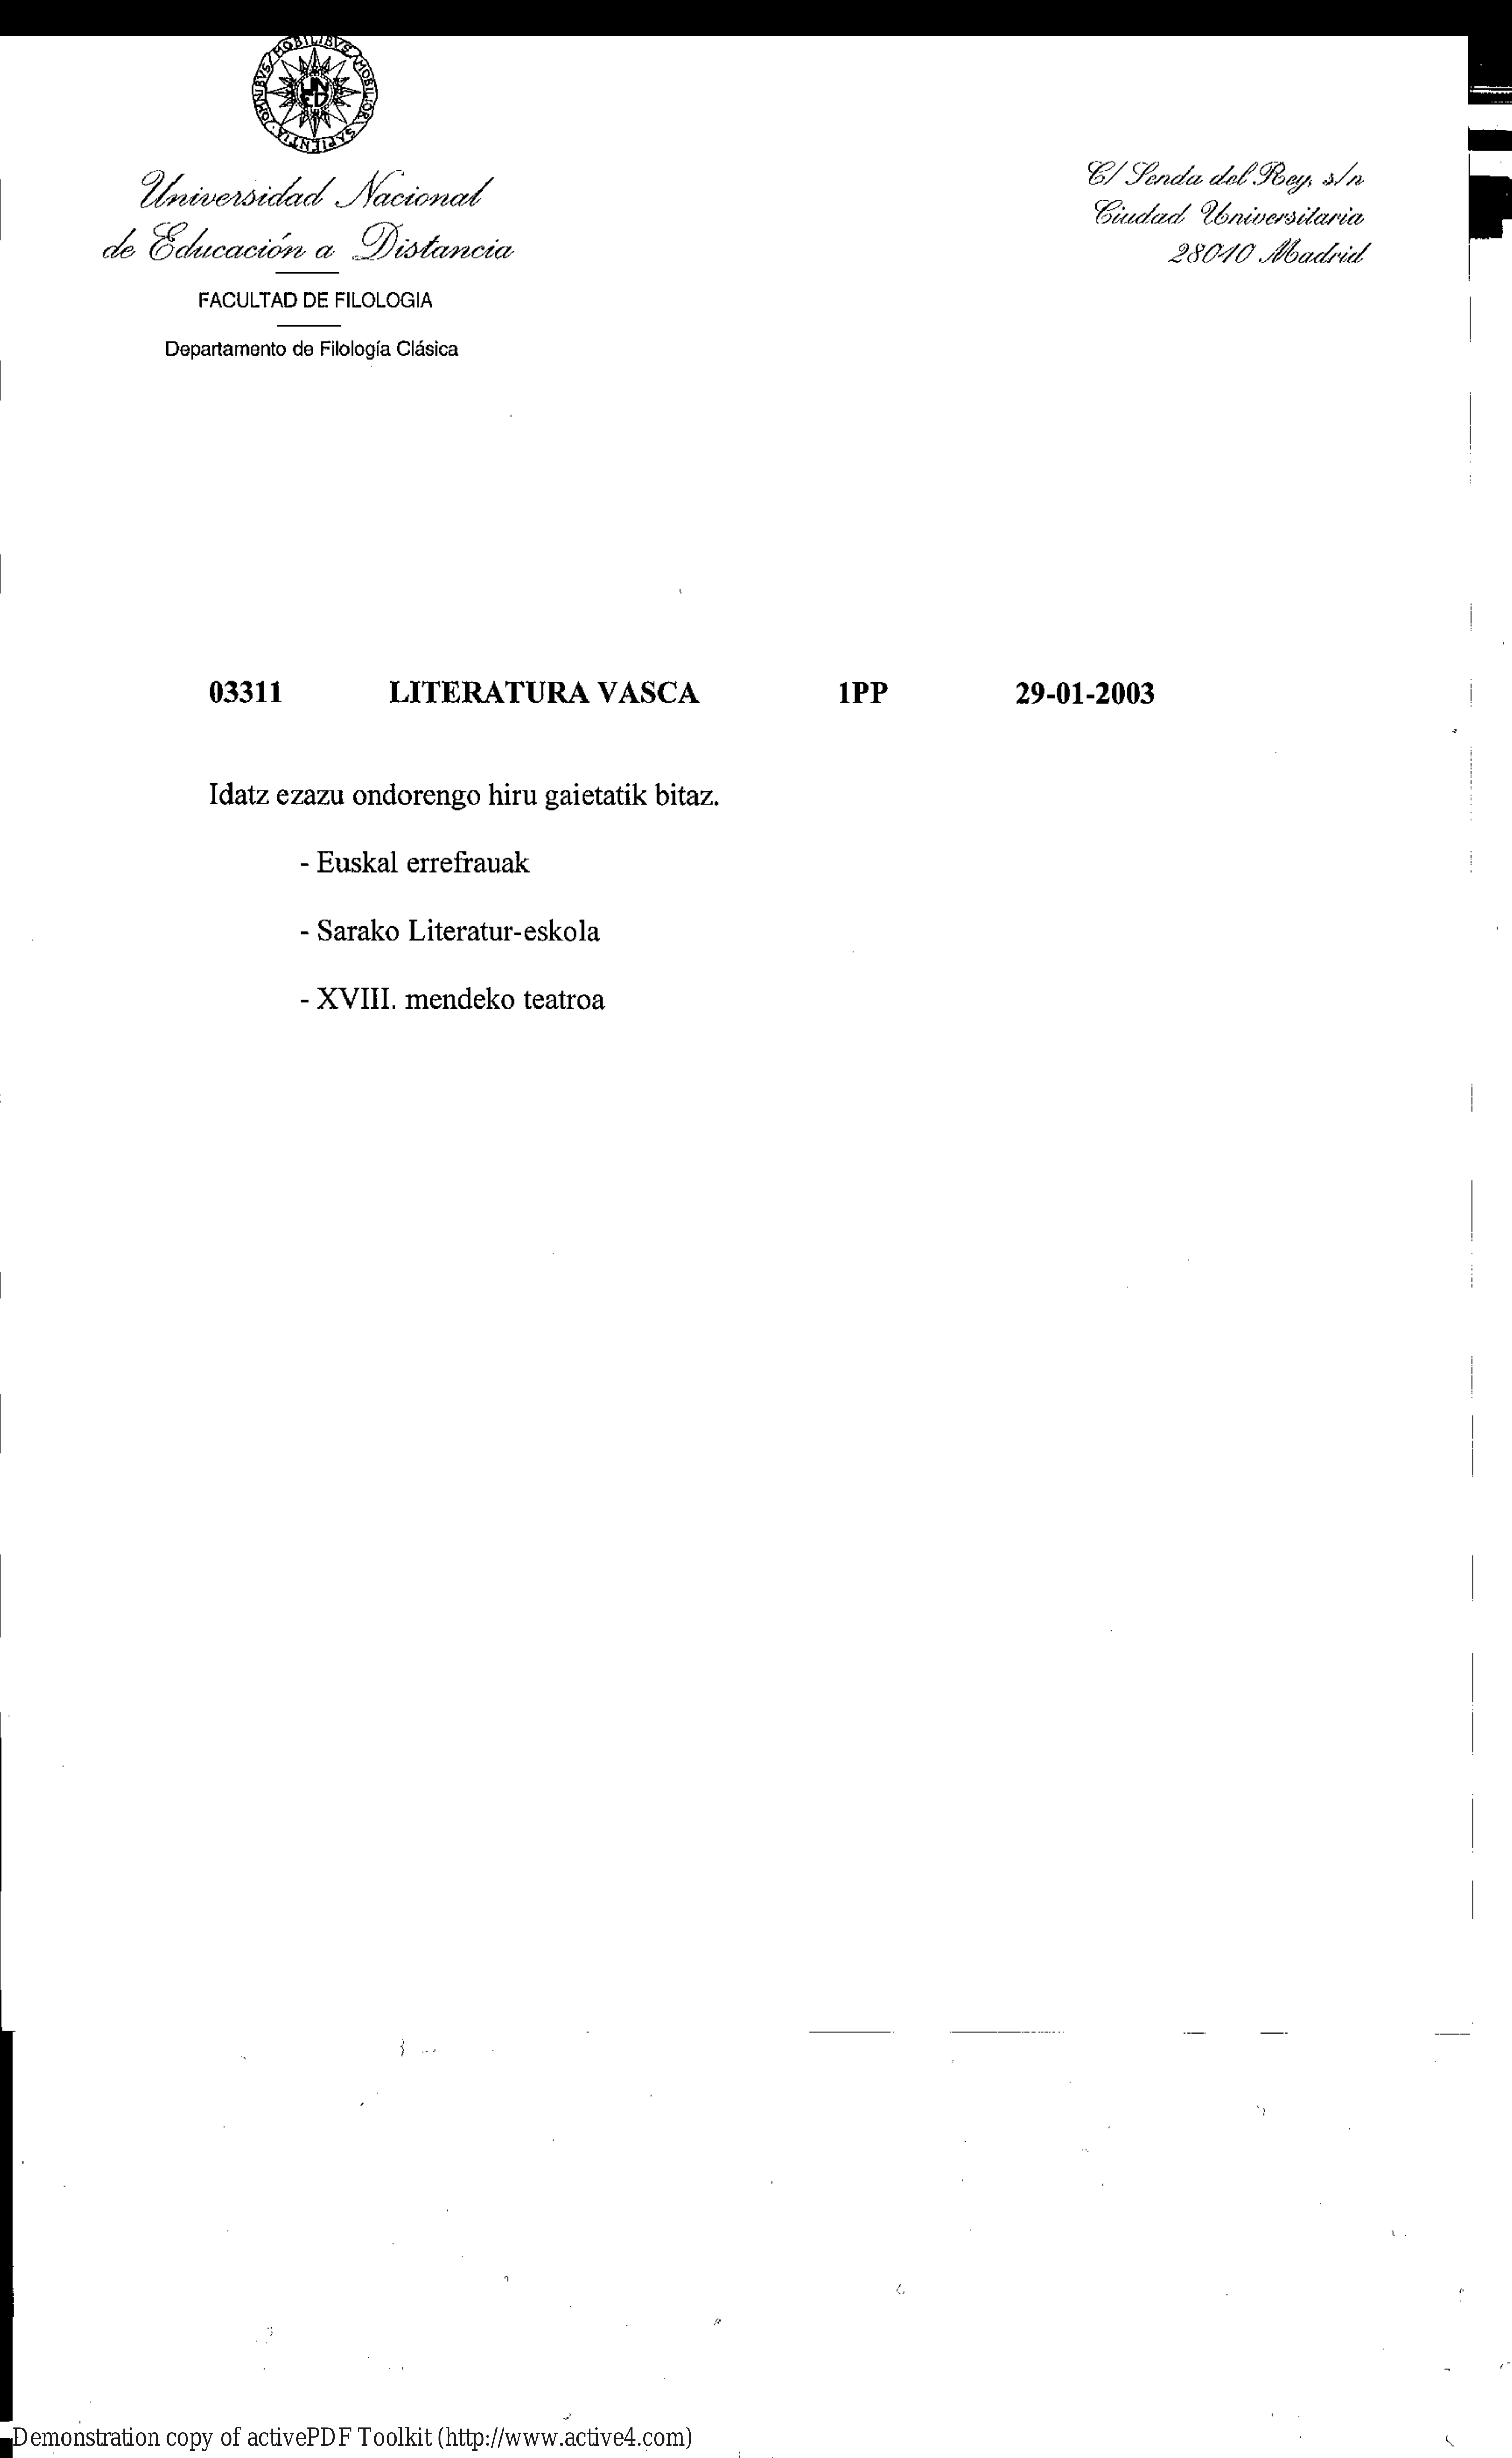 OMNIBVS MOBILIBVS MOBILIOR SAPIENTIA
UNED
Universidad Nacional
de Educación a Distancia
FACULTAD DE FILOLOGIA
Departamento de Filología Clásica
C/ Senda del Rey, s/n
Ciudad Universitaria
28040 Madrid
03311 LITERATURA VASCA 1PP 29-01-2003
Idatz ezazu ondorengo hiru gaietatik bitaz.
- Euskal errefrauak
- Sarako Literatur-eskola
- XVIII. mendeko teatroa
Demonstration copy of activePDF Toolkit (http://www.active4.com)